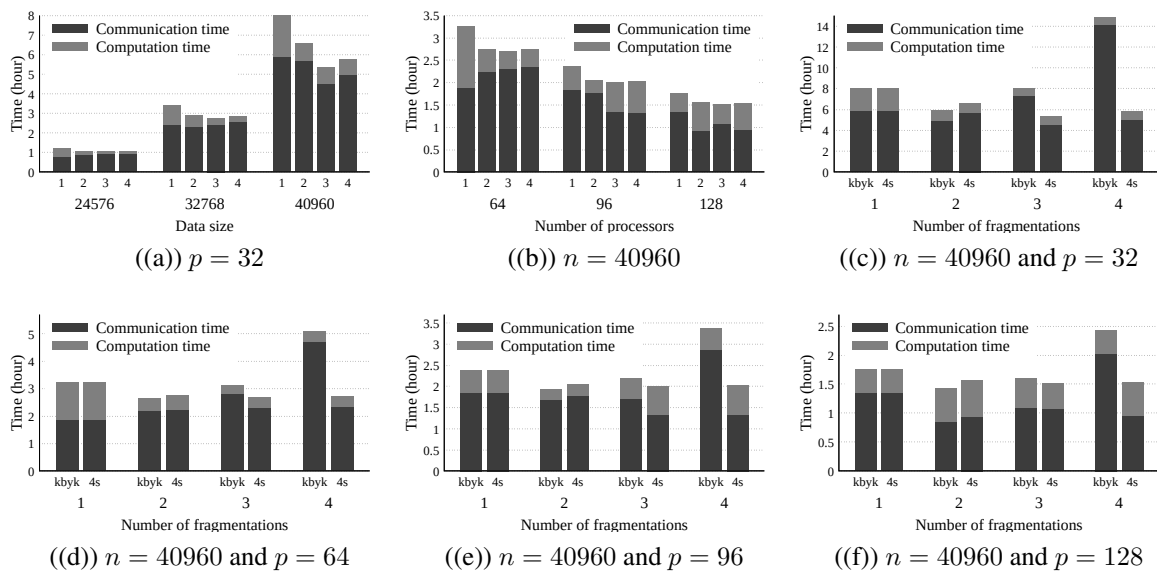 Time (hour)
8
7
6
5
4
3
2
1
0
Communication time
Computation time
1 2 3 4 1 2 3 4 1 2 3 4
24576 32768 40960
Data size
((a)) p = 32
Time (hour)
3.5
3
2.5
2
1.5
1
0.5
0
Communication time
Computation time
1 2 3 4 1 2 3 4 1 2 3 4
64 96 128
Number of processors
((b)) n = 40960
Time (hour)
14
12
10
8
6
4
2
0
Communication time
Computation time
kbyk 4s kbyk 4s kbyk 4s kbyk 4s
1 2 3 4
Number of fragmentations
((c)) n = 40960 and p = 32
Time (hour)
5
4
3
2
1
0
Communication time
Computation time
kbyk 4s kbyk 4s kbyk 4s kbyk 4s
1 2 3 4
Number of fragmentations
((d)) n = 40960 and p = 64
Time (hour)
3.5
3
2.5
2
1.5
1
0.5
0
Communication time
Computation time
kbyk 4s kbyk 4s kbyk 4s kbyk 4s
1 2 3 4
Number of fragmentations
((e)) n = 40960 and p = 96
Time (hour)
2.5
2
1.5
1
0.5
0
Communication time
Computation time
kbyk 4s kbyk 4s kbyk 4s kbyk 4s
1 2 3 4
Number of fragmentations
((f)) n = 40960 and p = 128